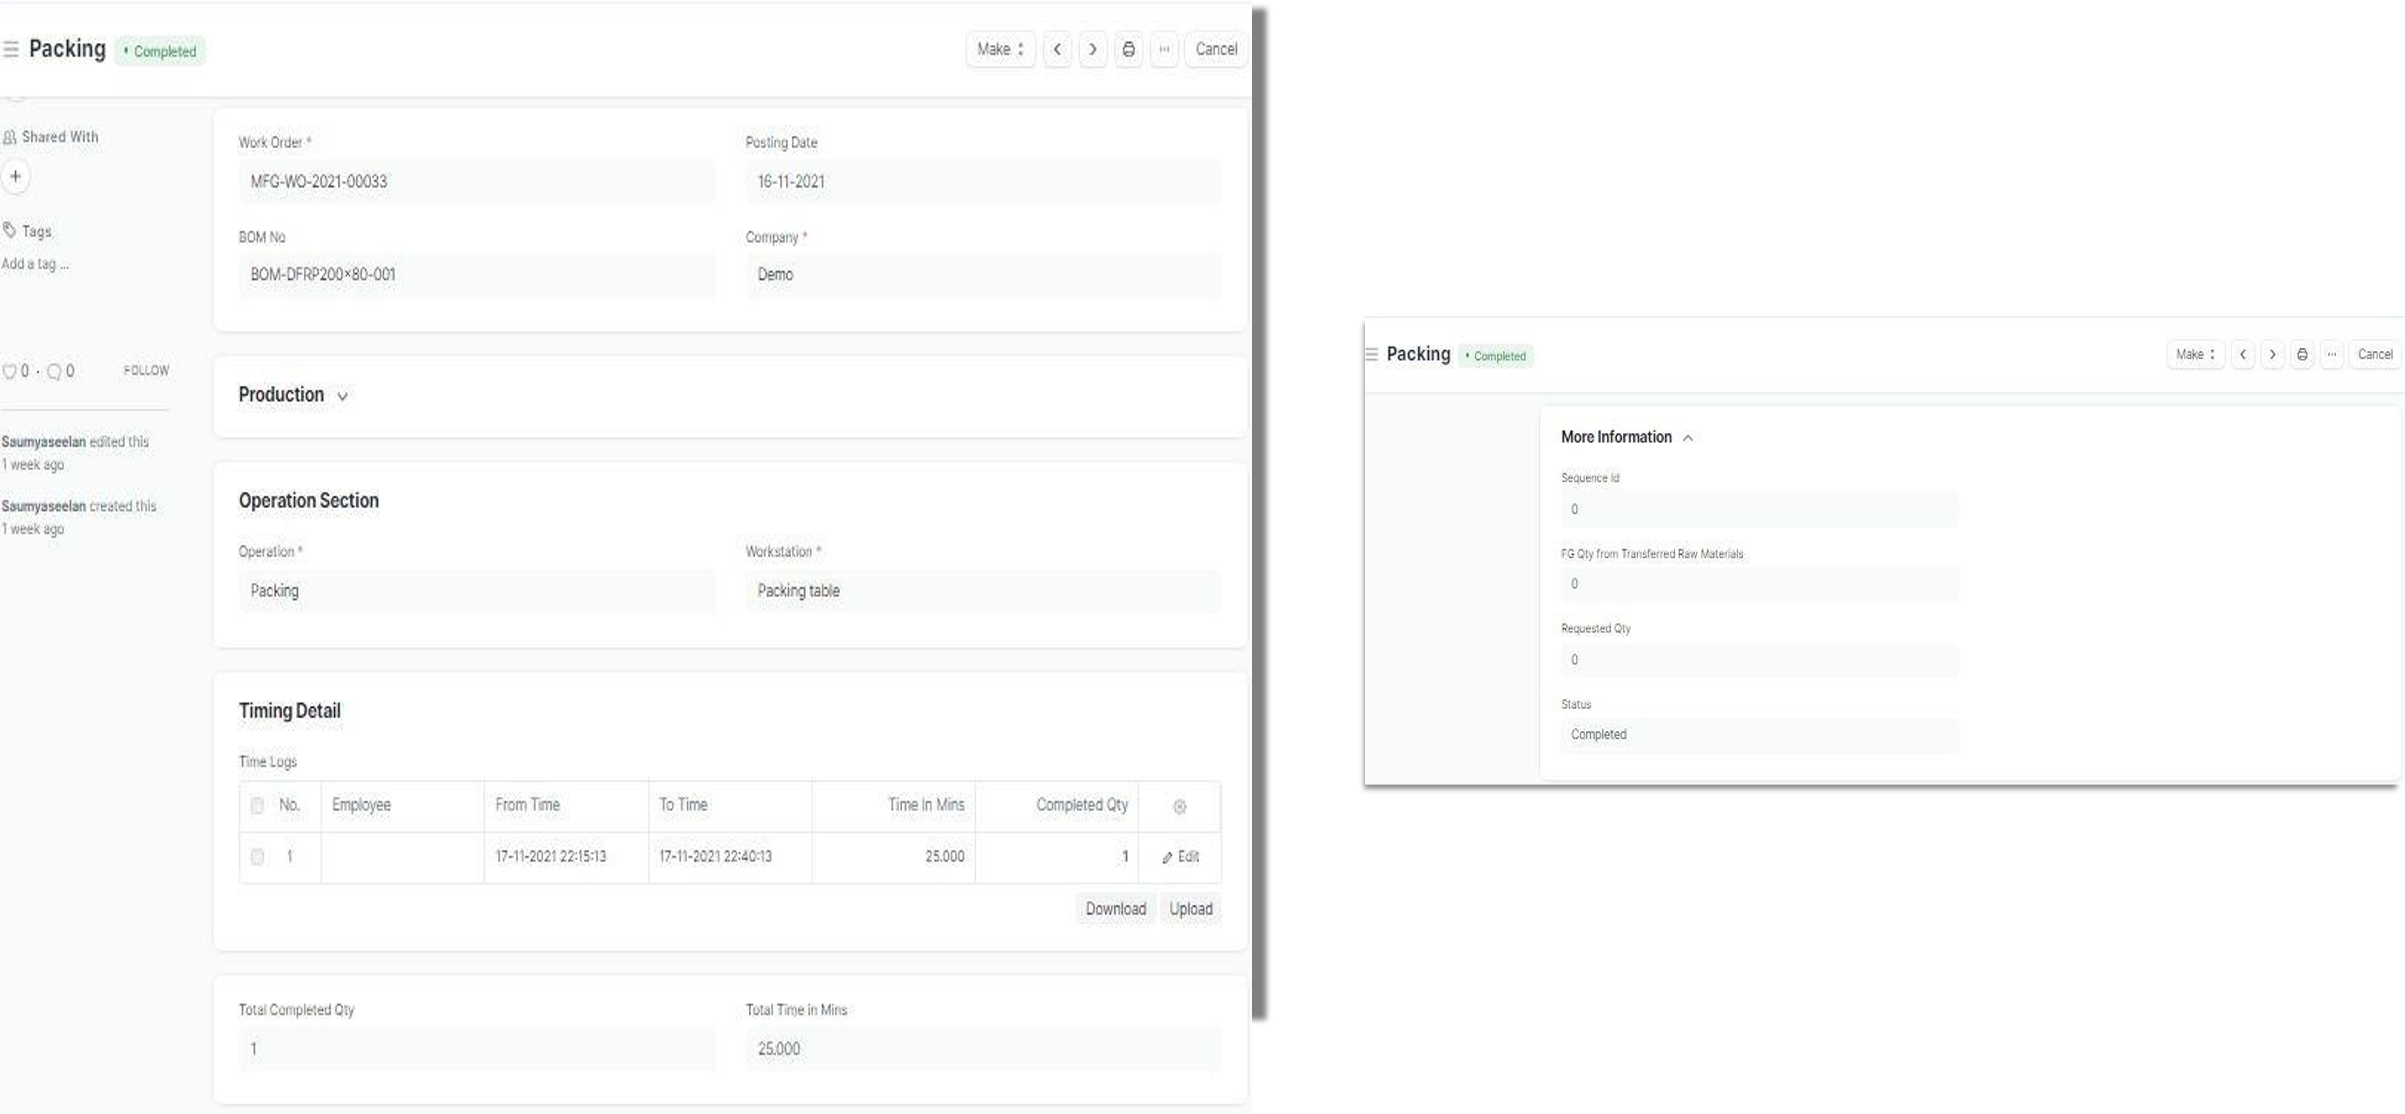 Packing • Completed Make < > ... Cancel
Shared With
+
Tags
Add a tag ...
0 · 0 FOLLOW
Saumyaseelan edited this
1 week ago
Saumyaseelan created this
1 week ago
Work Order * Posting Date
MFG-WO-2021-00033 16-11-2021
BOM No Company *
BOM-DFRP200×80-001 Demo
Production
Operation Section
Operation * Workstation *
Packing Packing table
Timing Detail
Time Logs
No. Employee From Time To Time Time In Mins Completed Qty
1 17-11-2021 22:15:13 17-11-2021 22:40:13 25.000 1 Edit
Download Upload
Total Completed Qty Total Time in Mins
1 25.000
Packing • Completed Make < > ... Cancel
More Information
Sequence Id
0
FG Qty from Transferred Raw Materials
0
Requested Qty
0
Status
Completed